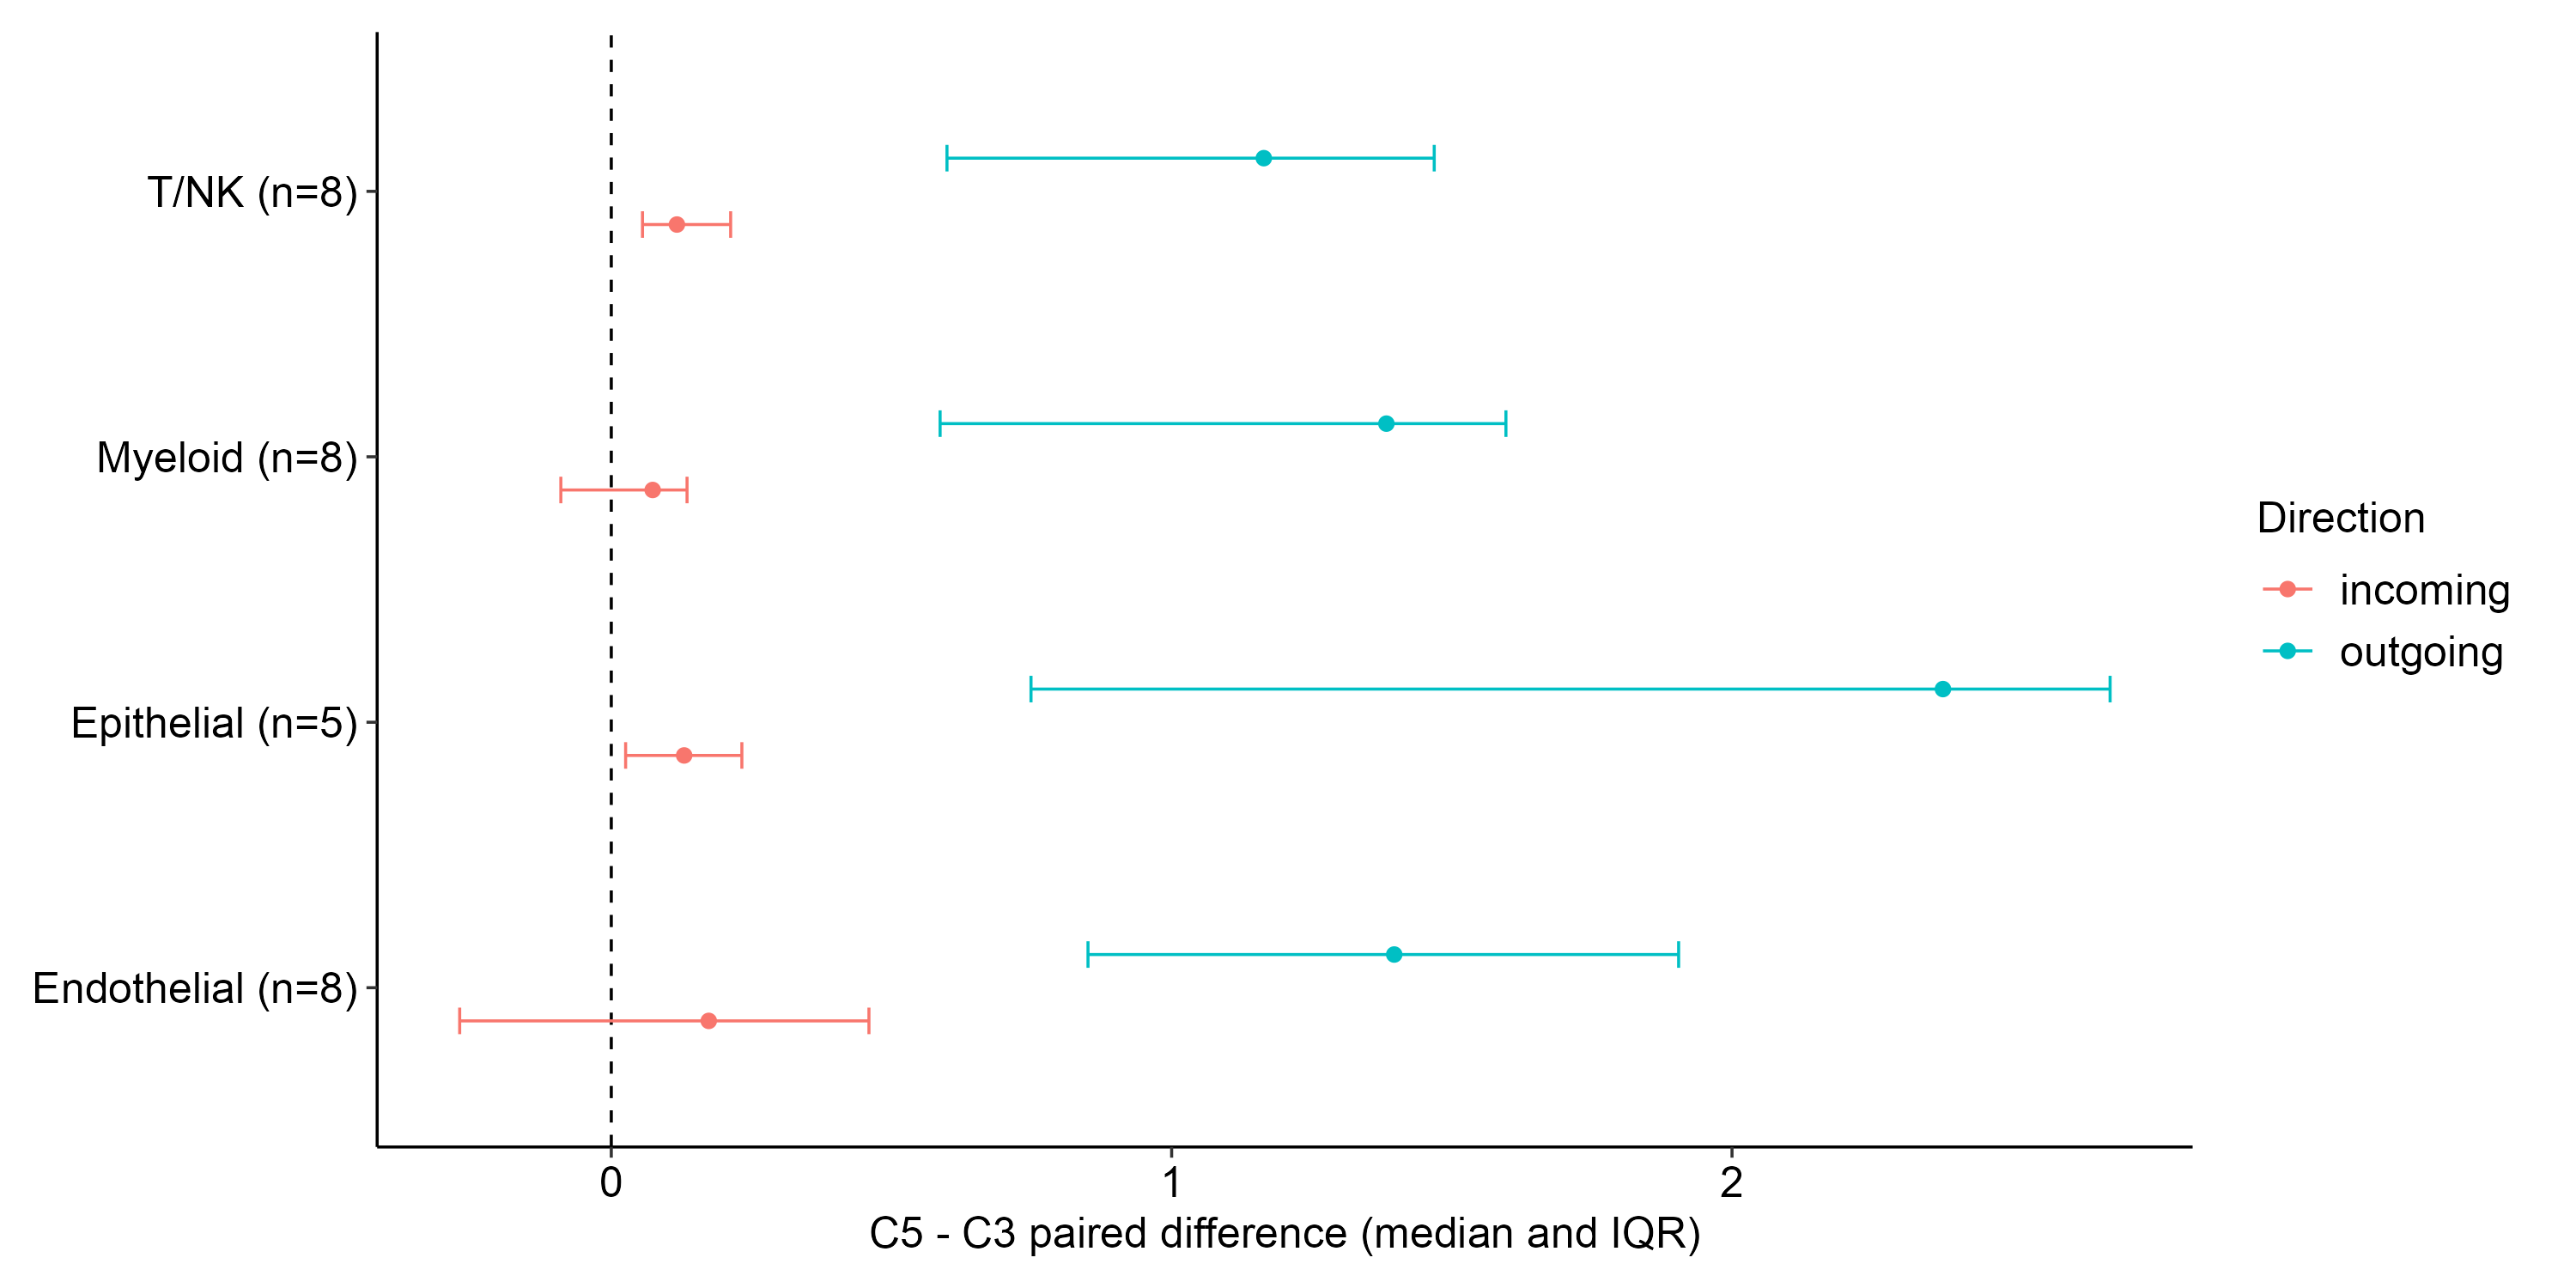 T/NK (n=8)
Myeloid (n=8)
Epithelial (n=5)
Endothelial (n=8)
0
1
2
C5 - C3 paired difference (median and IQR)
Direction
incoming
outgoing